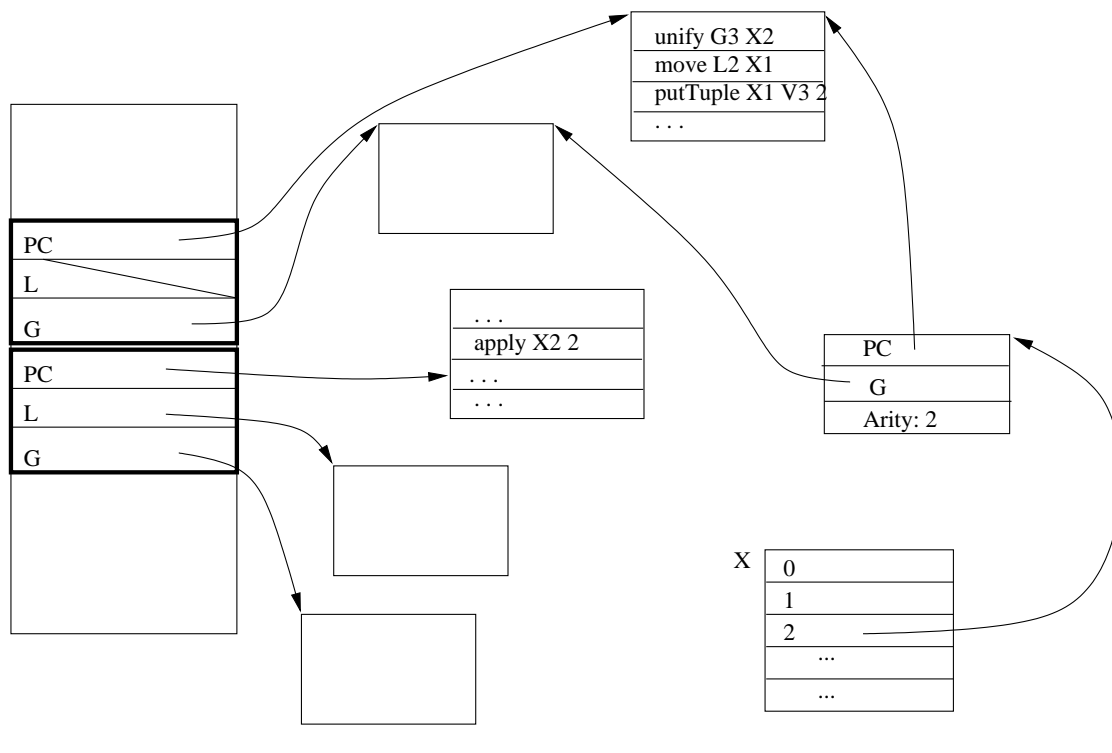 unify G3 X2
move L2 X1
putTuple X1 V3 2
. . .
PC
L
G
PC
L
G
. . .
apply X2 2
. . .
. . .
PC
G
Arity: 2
X
0
1
2
...
...